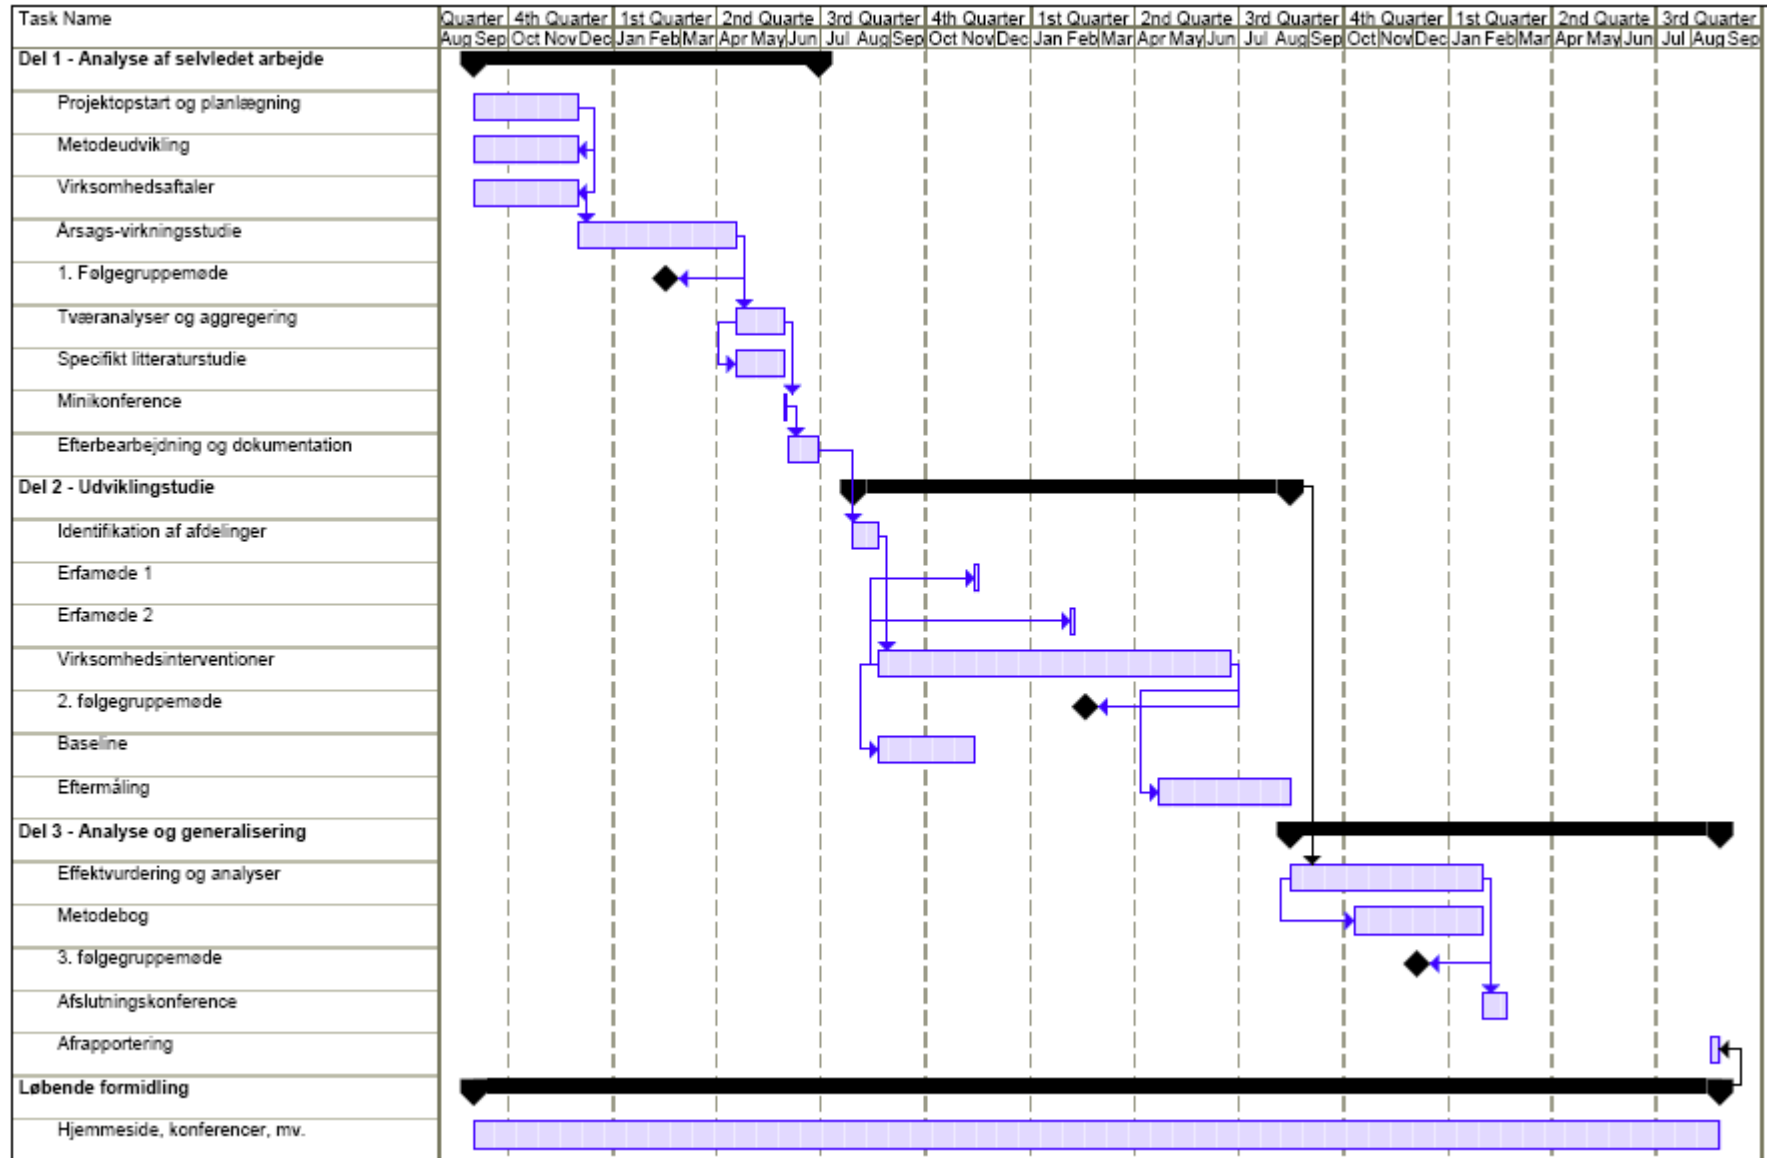 Task Name
Quarter 4th Quarter 1st Quarter 2nd Quarte 3rd Quarter 4th Quarter 1st Quarter 2nd Quarte 3rd Quarter 4th Quarter 1st Quarter 2nd Quarte 3rd Quarter
Aug Sep Oct Nov Dec Jan Feb Mar Apr May Jun Jul Aug Sep Oct Nov Dec Jan Feb Mar Apr May Jun Jul Aug Sep Oct Nov Dec Jan Feb Mar Apr May Jun Jul Aug Sep
Del 1 - Analyse af selvledet arbejde
Projektopstart og planlægning
Metodeudvikling
Virksomhedsaftaler
Årsags-virkningsstudie
1. Følgegruppemøde
Tværanalyser og aggregering
Specifikt litteraturstudie
Minikonference
Efterbearbejdning og dokumentation
Del 2 - Udviklingstudie
Identifikation af afdelinger
Erfamøde 1
Erfamøde 2
Virksomhedsinterventioner
2. følgegruppemøde
Baseline
Eftermåling
Del 3 - Analyse og generalisering
Effektvurdering og analyser
Metodebog
3. følgegruppemøde
Afslutningskonference
Afrapportering
Løbende formidling
Hjemmeside, konferencer, mv.